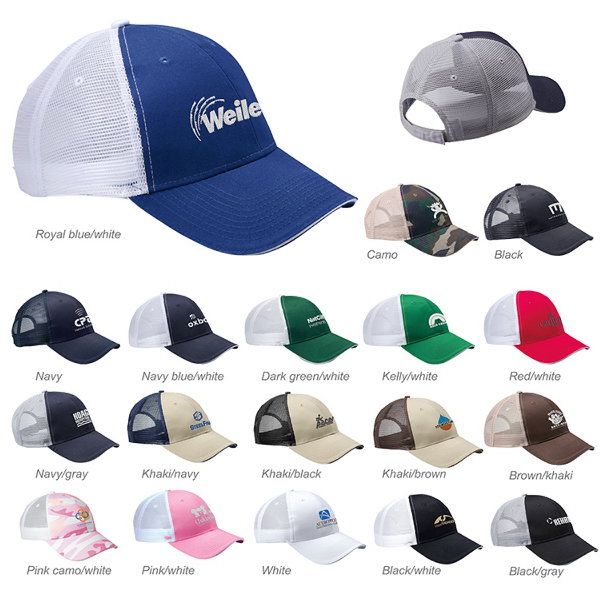 Weile
Royal blue/white
Camo
Black
Navy
Navy blue/white
Dark green/white
Kelly/white
Red/white
Navy/gray
Khaki/navy
Khaki/black
Khaki/brown
Brown/khaki
Pink camo/white
Pink/white
White
Black/white
Black/gray